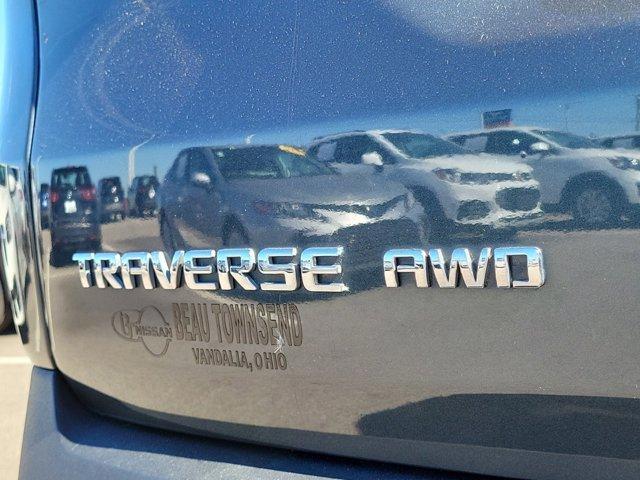 TRAVERSE AWD
NISSAN BEAU TOWNSEND
VANDALIA, OHIO